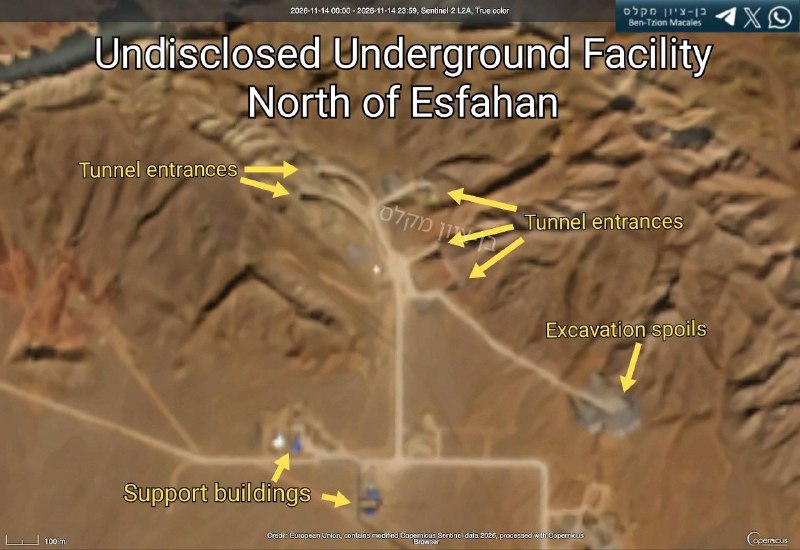 2026-11-14 00:00 - 2026-11-14 23:59, Sentinel-2 L2A, True color
בן-ציון מקלס
Ben-Tzion Macales
Undisclosed Underground Facility
North of Esfahan
Tunnel entrances
בן ציון מקלס
Tunnel entrances
Excavation spoils
Support buildings
100 m
Credit: European Union, contains modified Copernicus Sentinel data 2026, processed with Copernicus
Browser
Copernicus